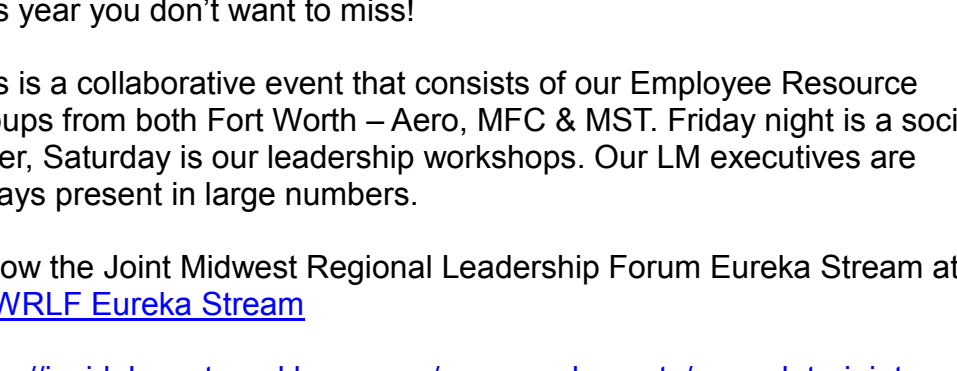 s year you don't want to miss!
s is a collaborative event that consists of our Employee Resource
oups from both Fort Worth – Aero, MFC & MST. Friday night is a soci
er, Saturday is our leadership workshops. Our LM executives are
ays present in large numbers.
ow the Joint Midwest Regional Leadership Forum Eureka Stream at
WRLF Eureka Stream